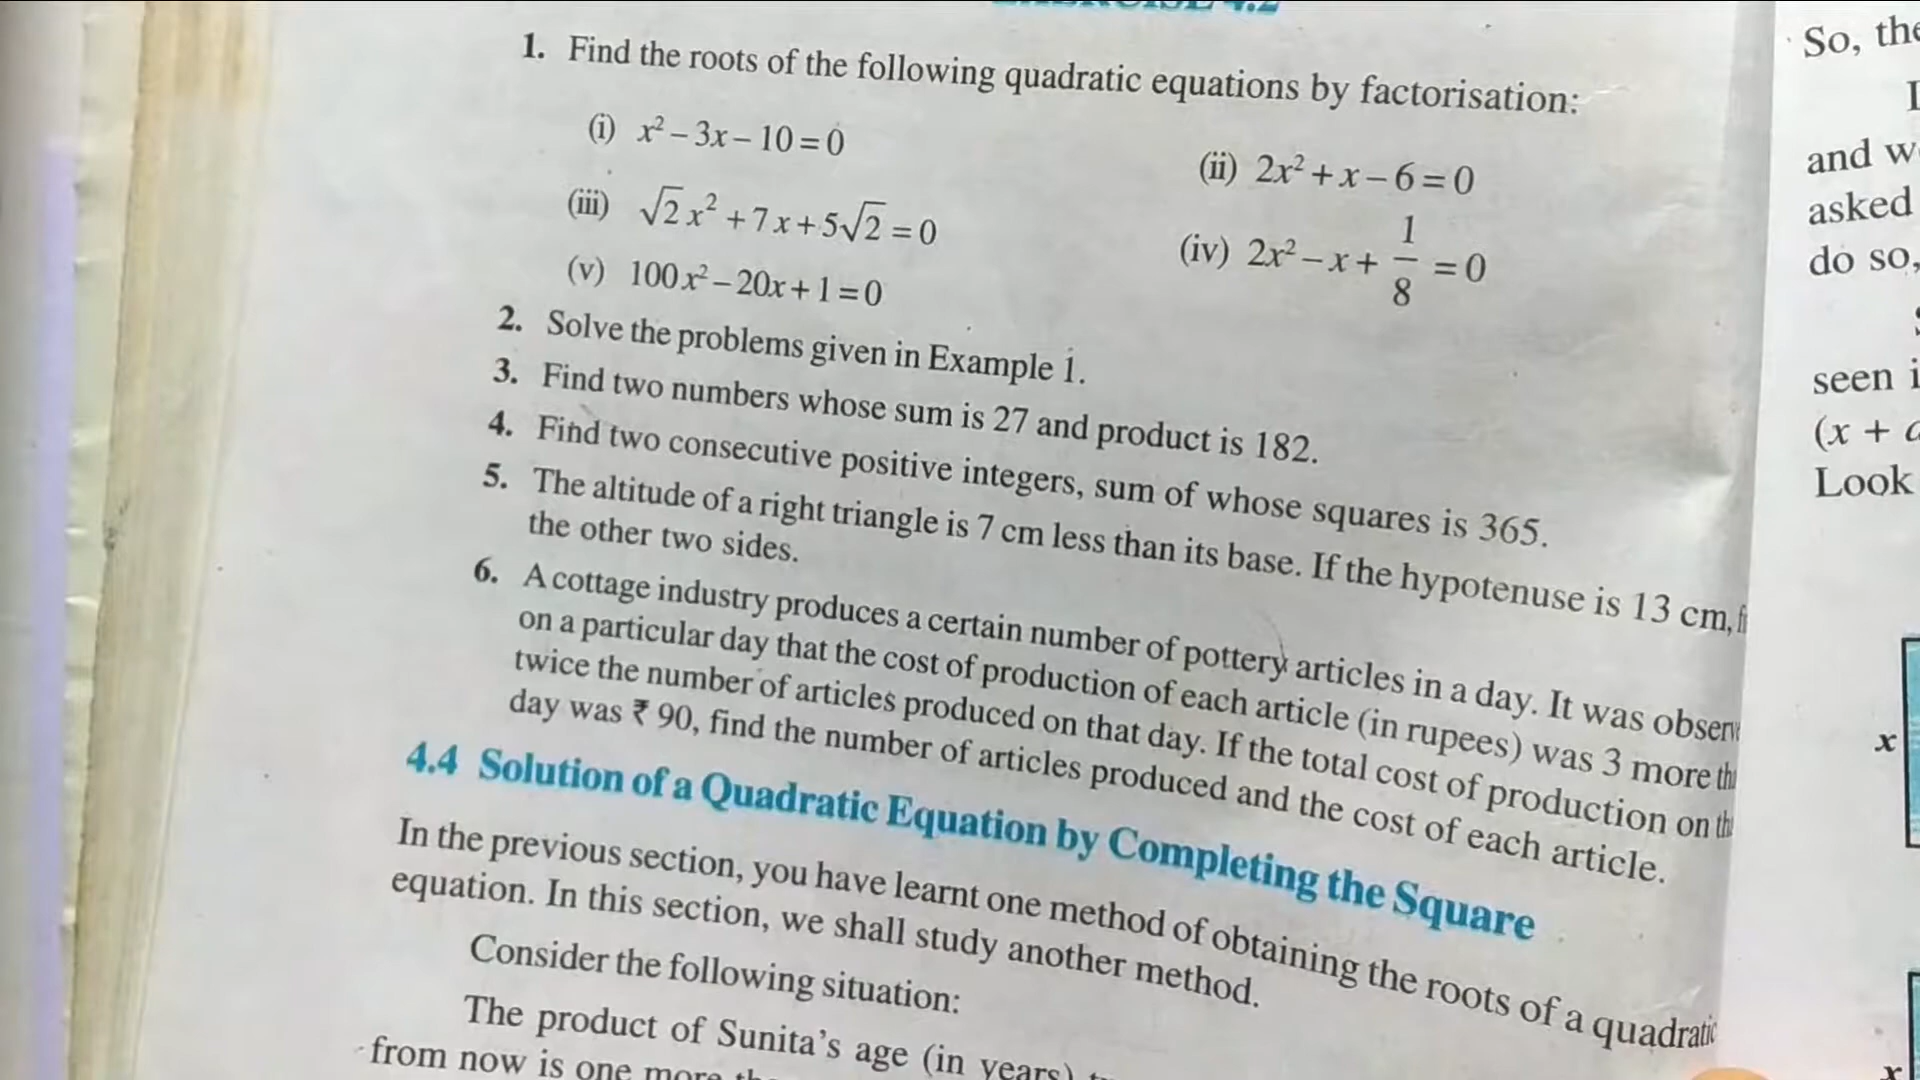 EXERCISE 4.2
1. Find the roots of the following quadratic equations by factorisation:
(i) x² – 3x – 10 = 0
(ii) 2x² + x – 6 = 0
(iii) √2 x² + 7x + 5√2 = 0
(iv) 2x² – x + 1/8 = 0
(v) 100x² – 20x + 1 = 0
2. Solve the problems given in Example 1.
3. Find two numbers whose sum is 27 and product is 182.
4. Find two consecutive positive integers, sum of whose squares is 365.
5. The altitude of a right triangle is 7 cm less than its base. If the hypotenuse is 13 cm,
the other two sides.
6. A cottage industry produces a certain number of pottery articles in a day. It was
on a particular day that the cost of production of each article (in rupees) was 3 more
twice the number of articles produced on that day. If the total cost of production on
day was ₹ 90, find the number of articles produced and the cost of each article.
4.4 Solution of a Quadratic Equation by Completing the Square
In the previous section, you have learnt one method of obtaining the roots of a
equation. In this section, we shall study another method.
Consider the following situation:
The product of Sunita's age (in years)
from now is one more
So,
and
asked
do so,
seen
(x +
Look
x
x